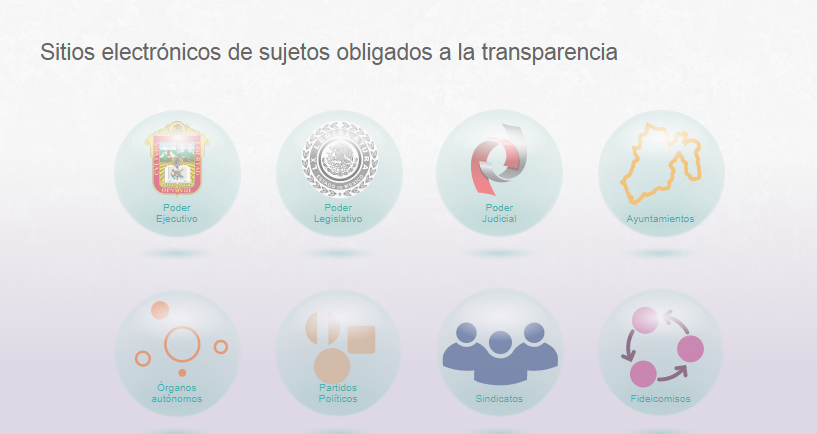 Sitios electrónicos de sujetos obligados a la transparencia
Poder
Ejecutivo
Poder
Legislativo
Poder
Judicial
Ayuntamientos
Órganos
autónomos
Partidos
Políticos
Sindicatos
Fideicomisos